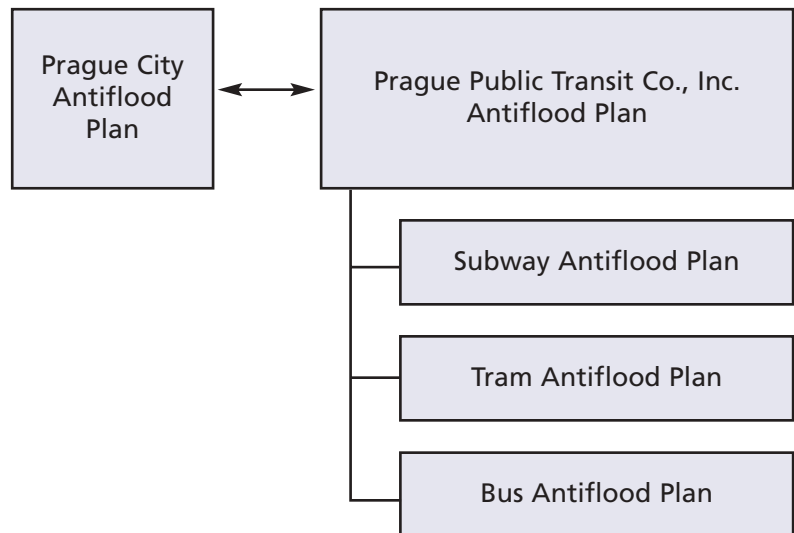 Prague City
Antiflood
Plan
Prague Public Transit Co., Inc.
Antiflood Plan
Subway Antiflood Plan
Tram Antiflood Plan
Bus Antiflood Plan